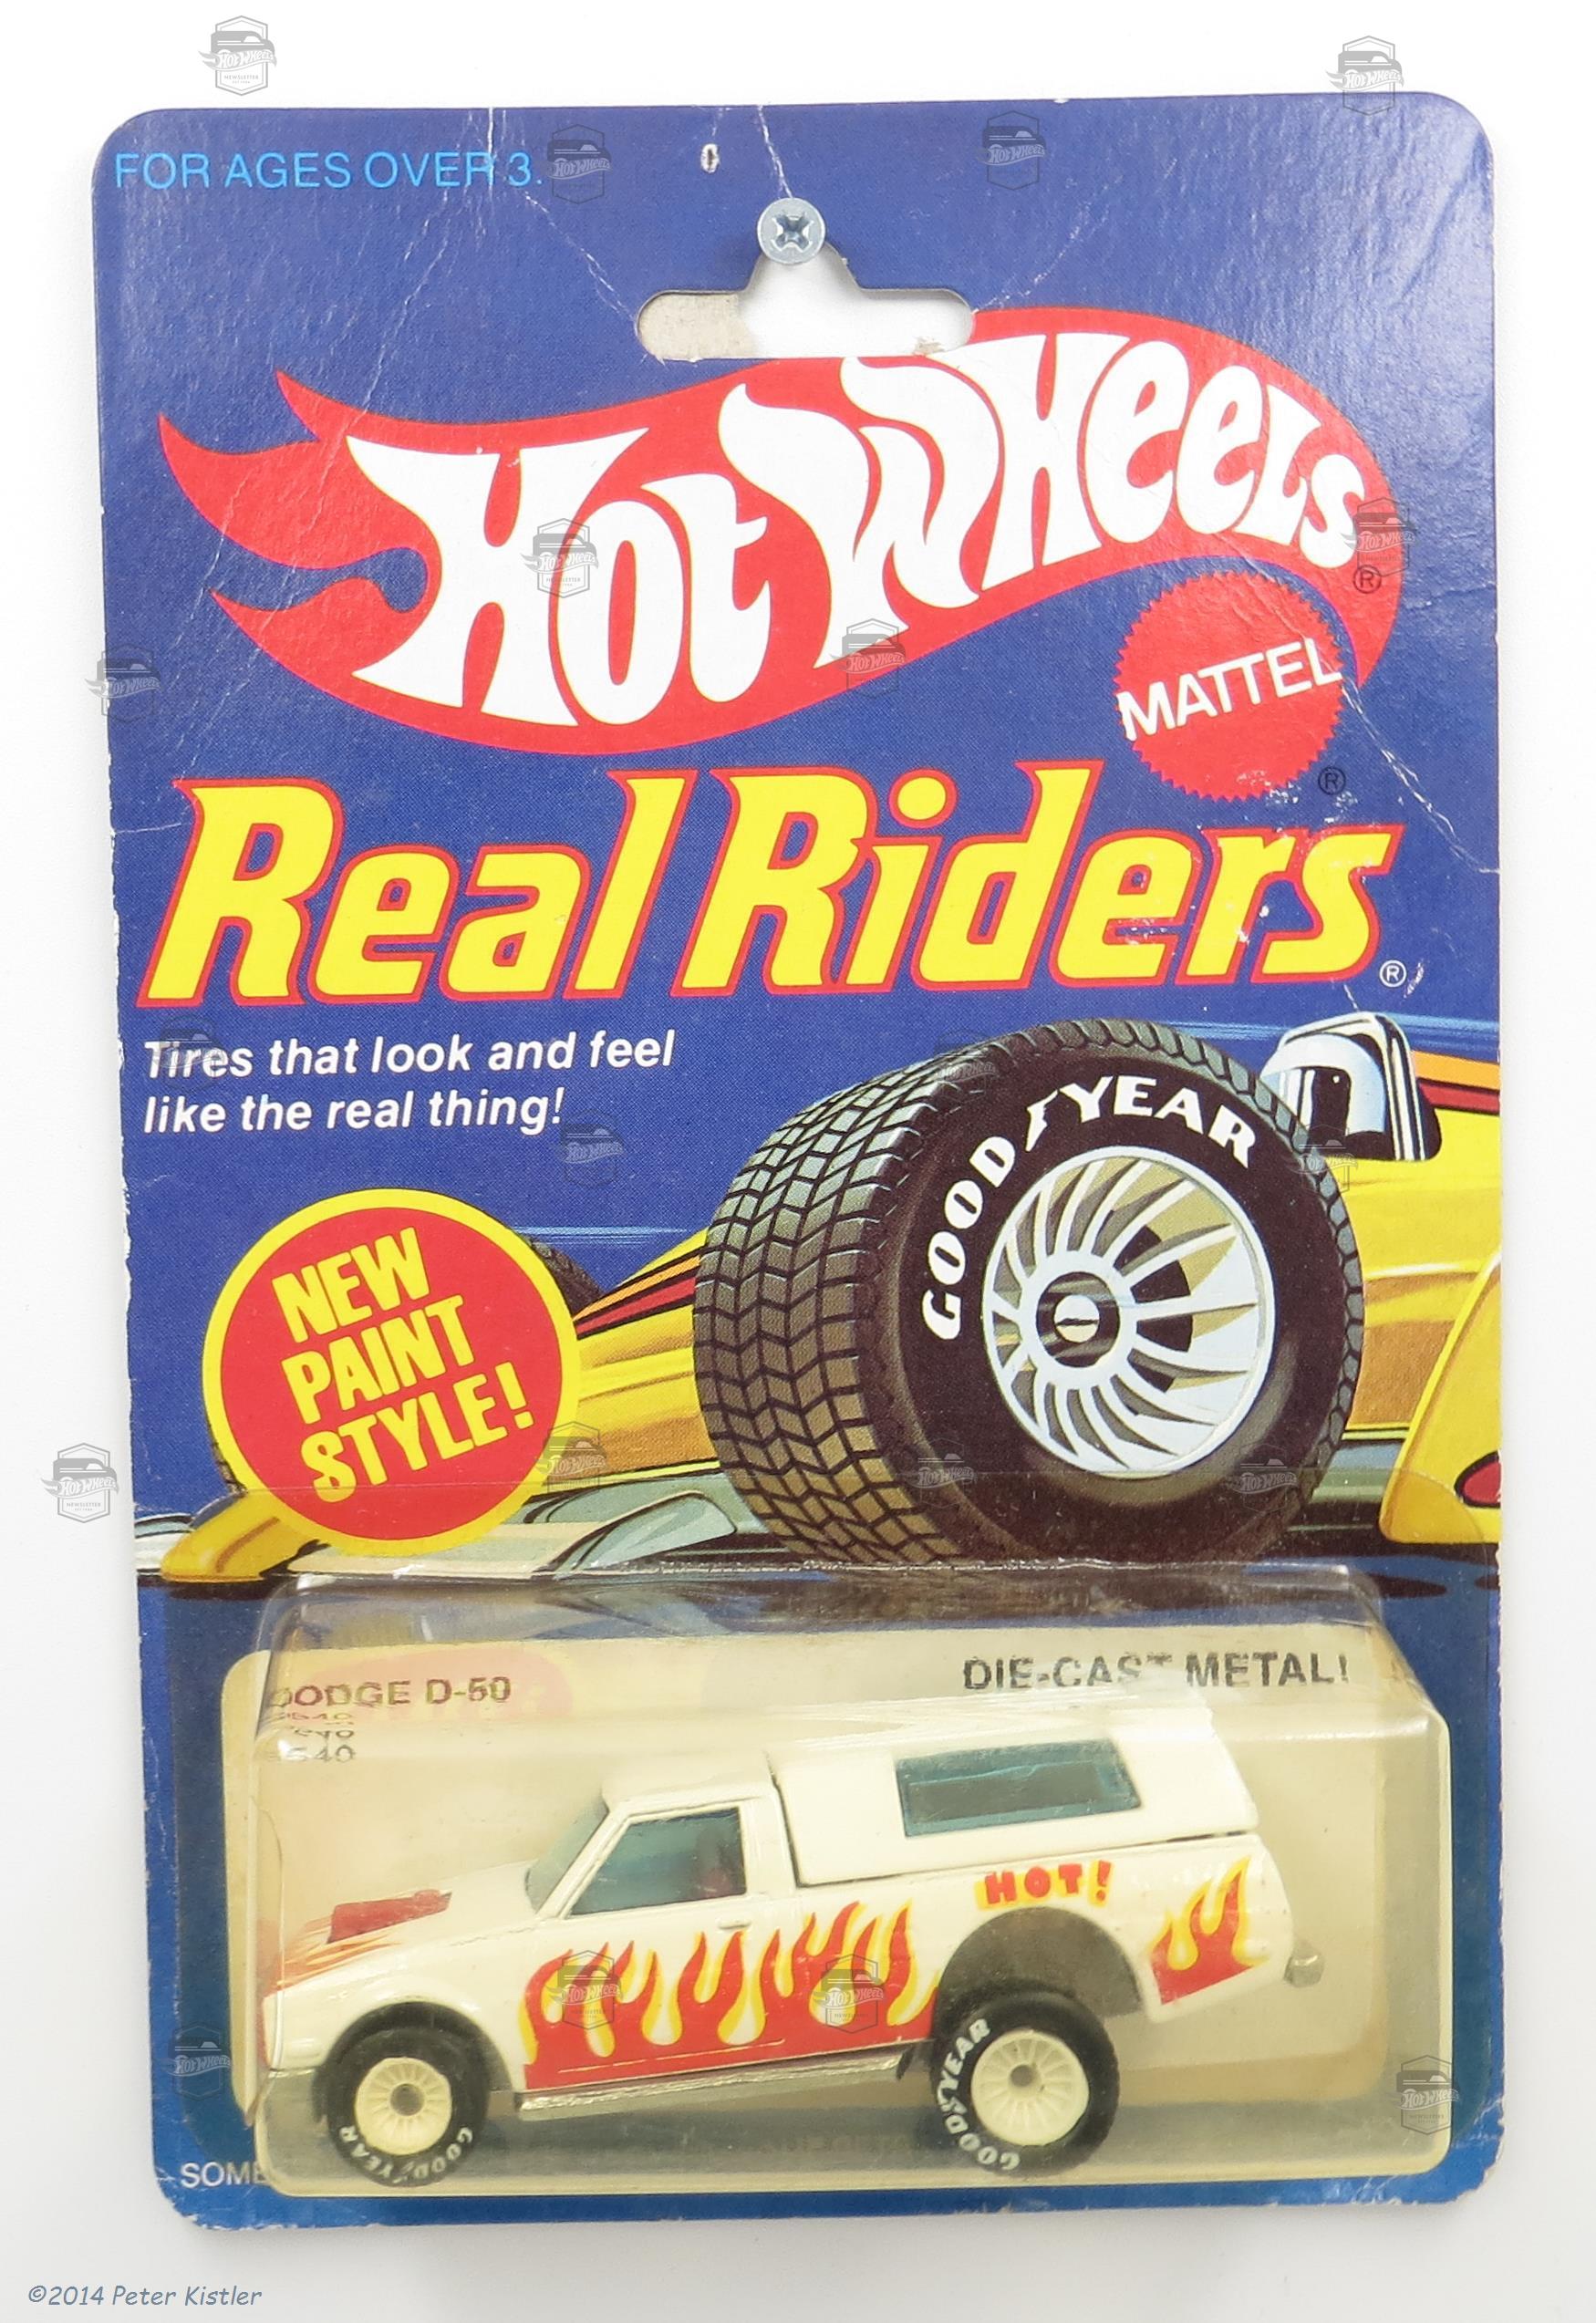 FOR AGES OVER 3.
Hot Wheels®
MATTEL
®
Real Riders®
Tires that look and feel
like the real thing!
GOODYEAR
NEW
PAINT
STYLE!
DODGE D-50
DIE-CAST METAL!
HOT!
GOODYEAR
GOODYEAR
SOME
©2014 Peter Kistler